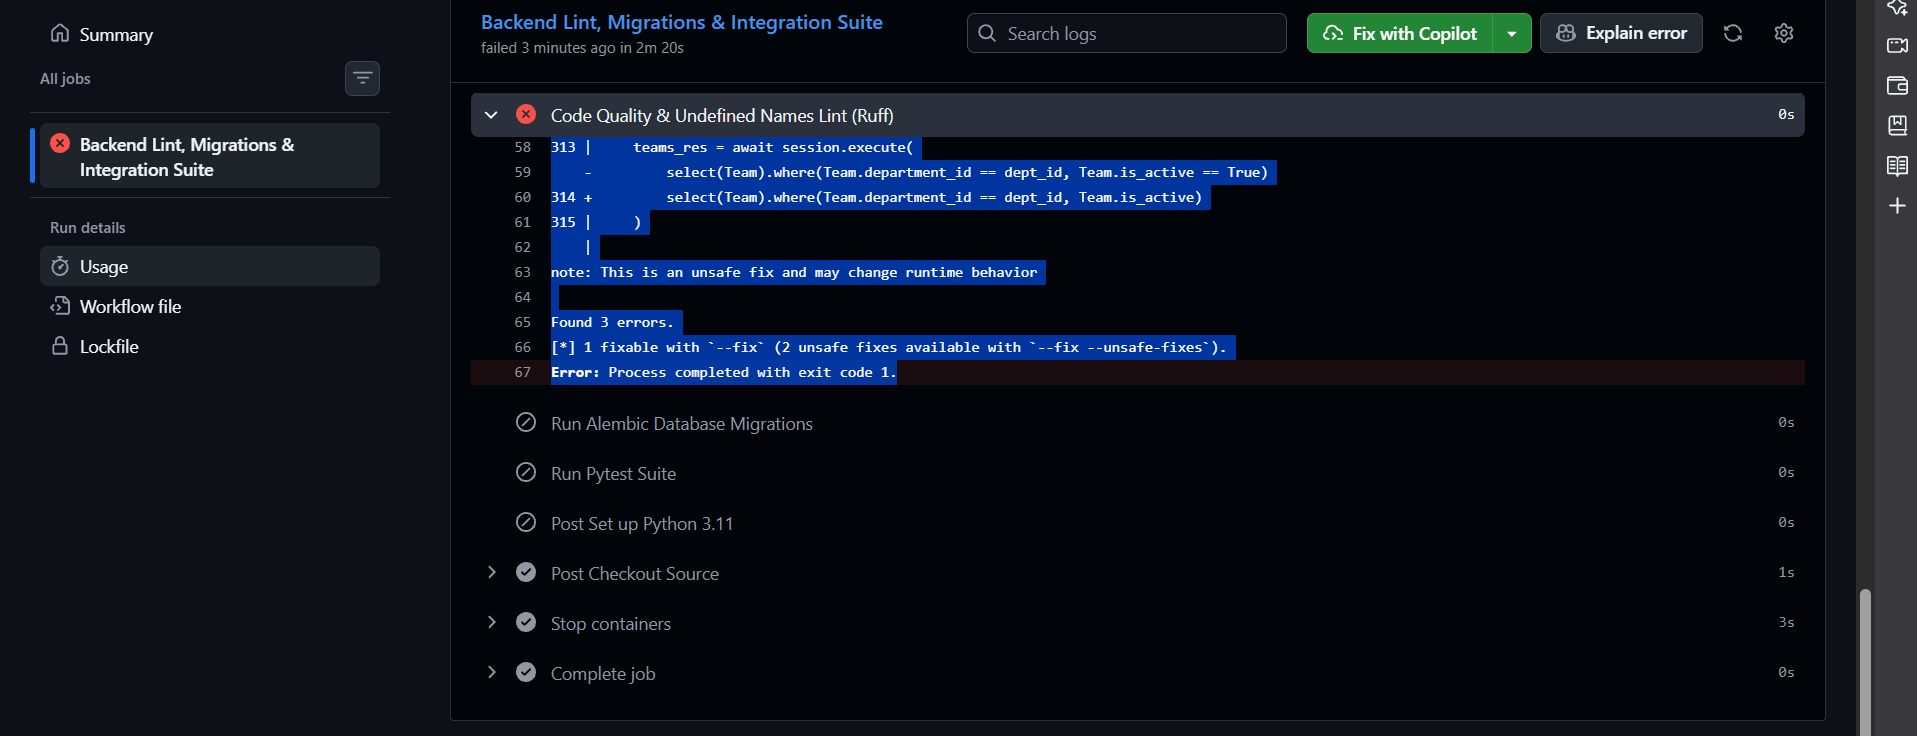 Summary
All jobs
Backend Lint, Migrations &
Integration Suite
Run details
Usage
Workflow file
Lockfile
Backend Lint, Migrations & Integration Suite
failed 3 minutes ago in 2m 20s
Search logs
Fix with Copilot
Explain error
Code Quality & Undefined Names Lint (Ruff) 0s
58 313 |     teams_res = await session.execute(
59     -         select(Team).where(Team.department_id == dept_id, Team.is_active == True)
60 314 +         select(Team).where(Team.department_id == dept_id, Team.is_active)
61 315 |     )
62     |
63 note: This is an unsafe fix and may change runtime behavior
64
65 Found 3 errors.
66 [*] 1 fixable with `--fix` (2 unsafe fixes available with `--fix --unsafe-fixes`).
67 Error: Process completed with exit code 1.
Run Alembic Database Migrations 0s
Run Pytest Suite 0s
Post Set up Python 3.11 0s
Post Checkout Source 1s
Stop containers 3s
Complete job 0s